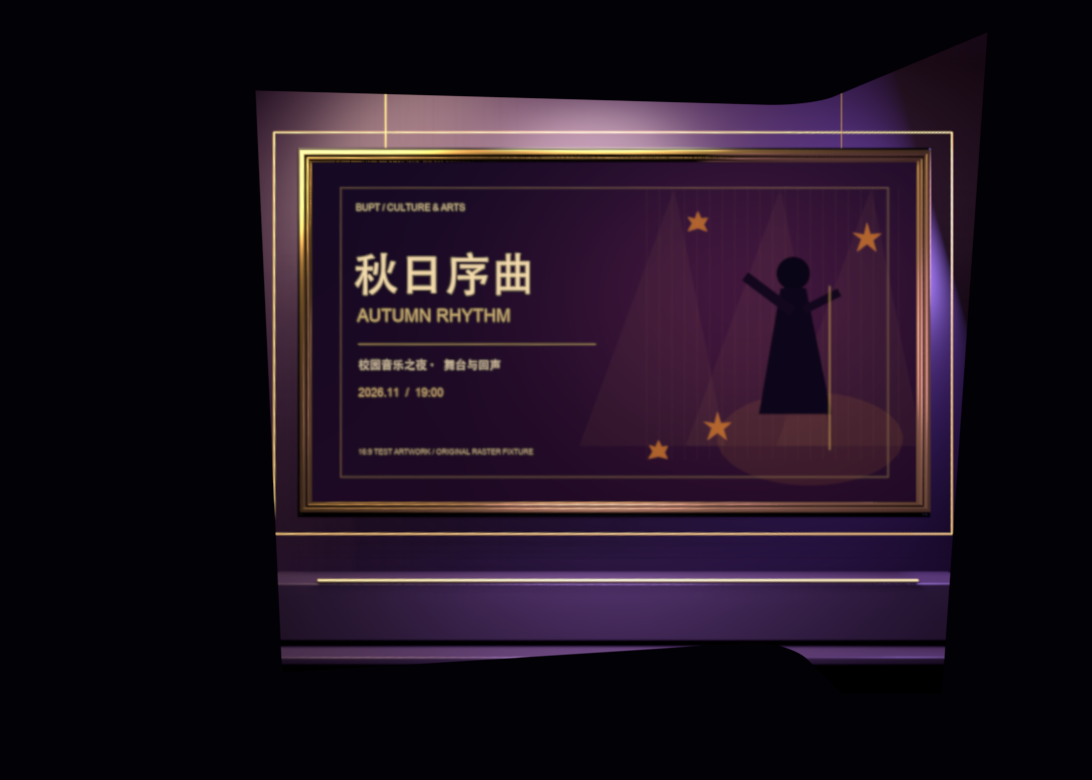 BUPT / CULTURE & ARTS
秋日序曲
AUTUMN RHYTHM
校园音乐之夜 · 舞台与回声
2026.11 / 19:00
16:9 TEST ARTWORK / ORIGINAL RASTER FIXTURE